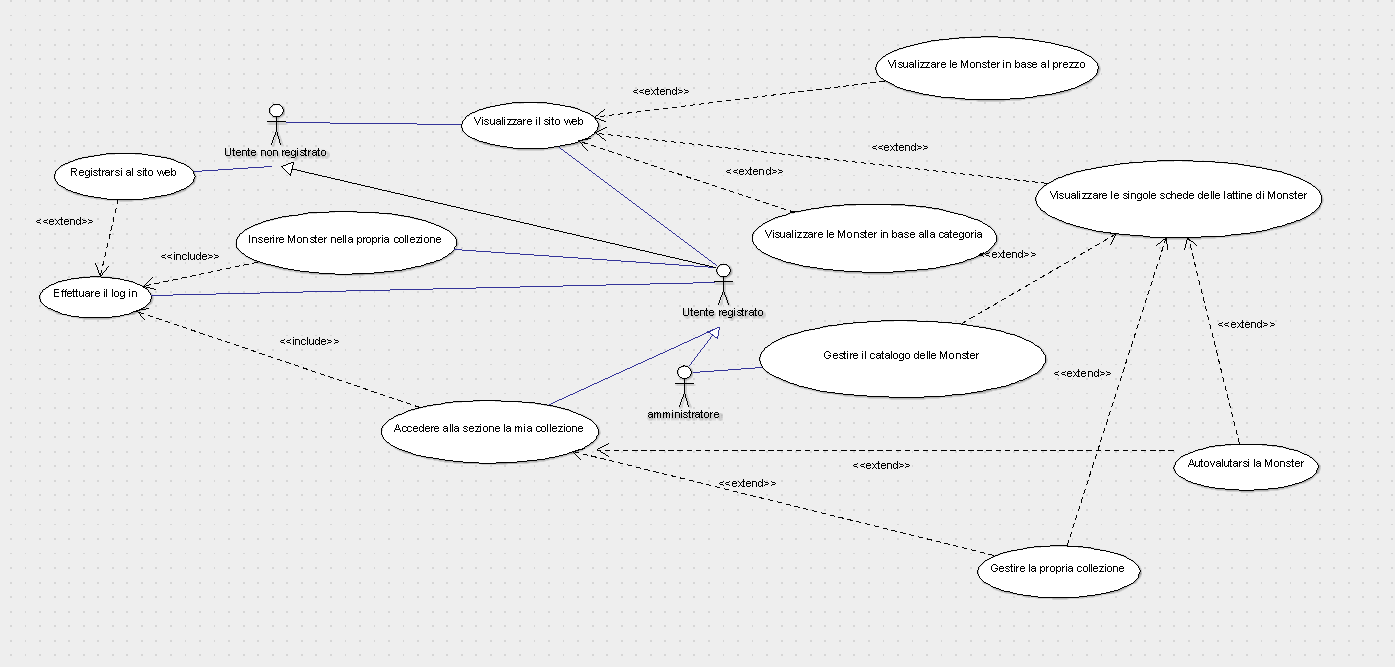 Visualizzare le Monster in base al prezzo
<<extend>>
Visualizzare il sito web
Utente non registrato
<<extend>>
Registrarsi al sito web
<<extend>>
Visualizzare le singole schede delle lattine di Monster
<<extend>>
Visualizzare le Monster in base alla categoria
Inserire Monster nella propria collezione
<<include>>
<<extend>>
Effettuare il log in
Utente registrato
<<extend>>
<<include>>
Gestire il catalogo delle Monster
<<extend>>
amministratore
Accedere alla sezione la mia collezione
<<extend>>
Autovalutarsi la Monster
<<extend>>
Gestire la propria collezione